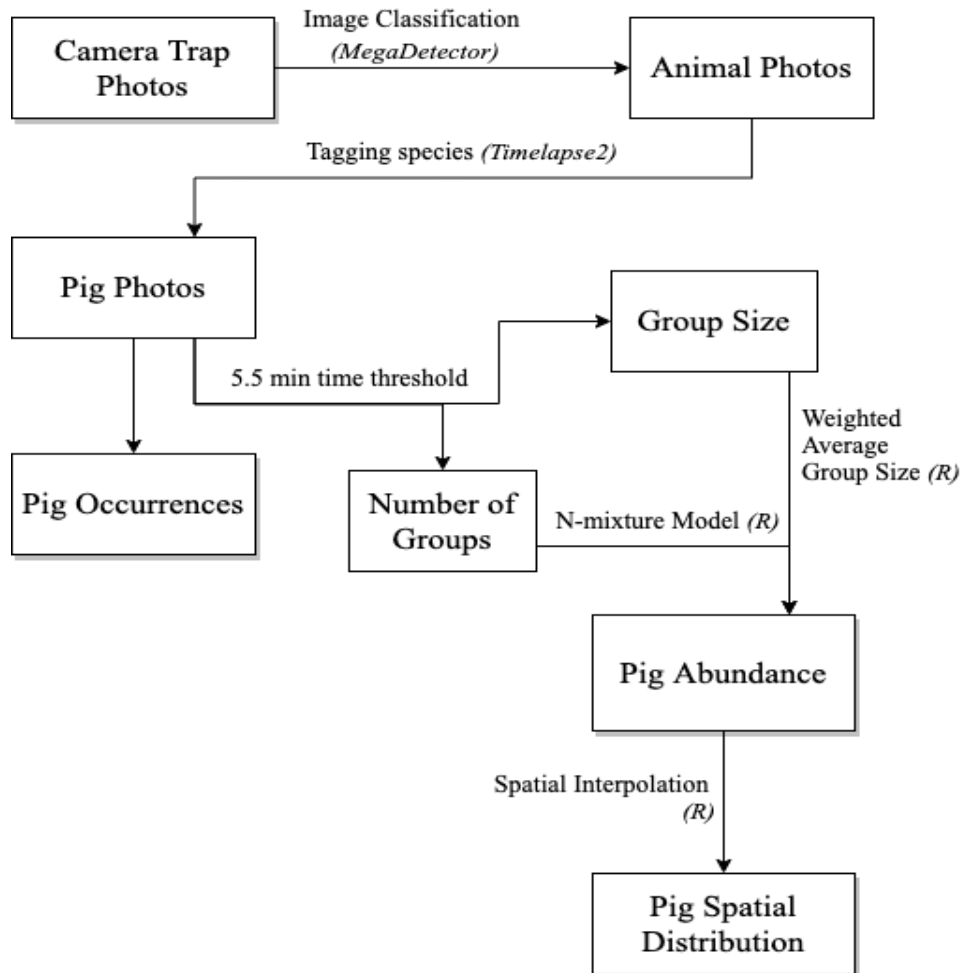 Image Classification
(MegaDetector)
Camera Trap
Photos
Animal Photos
Tagging species (Timelapse2)
Pig Photos
Group Size
5.5 min time threshold
Weighted
Average
Group Size (R)
Pig Occurrences
Number of
Groups
N-mixture Model (R)
Pig Abundance
Spatial Interpolation
(R)
Pig Spatial
Distribution